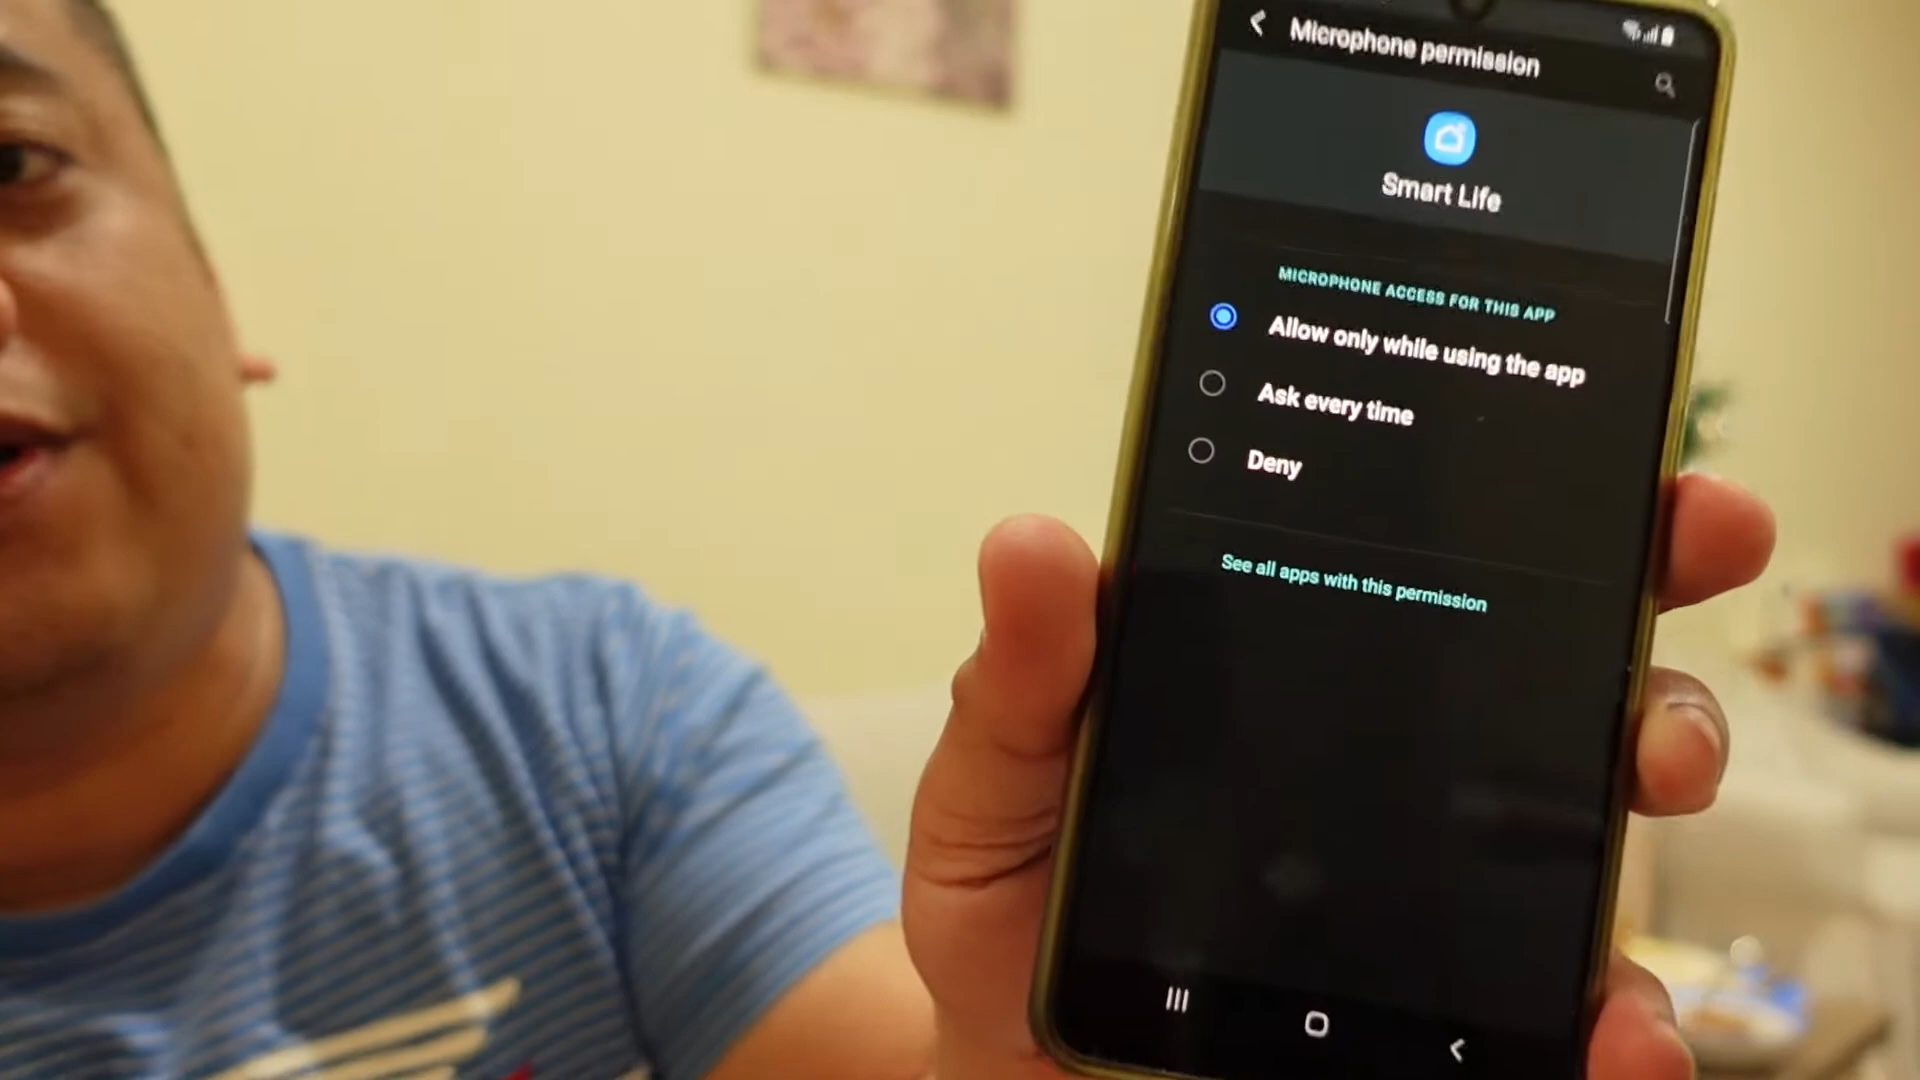 Microphone permission
Smart Life
MICROPHONE ACCESS FOR THIS APP
Allow only while using the app
Ask every time
Deny
See all apps with this permission